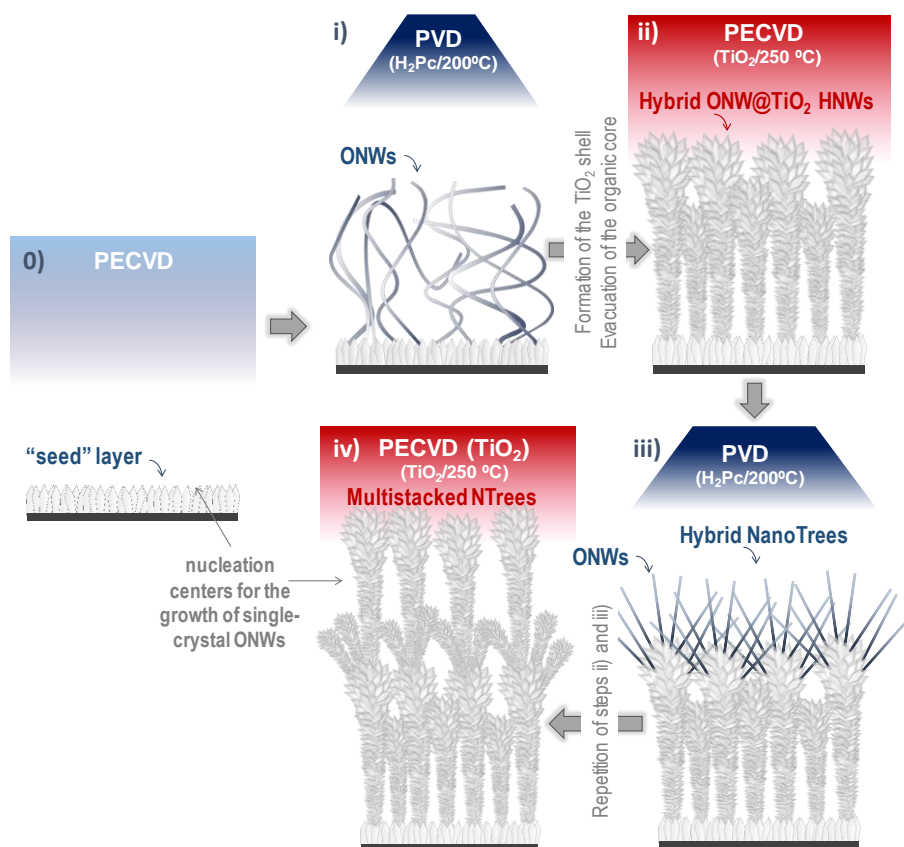 0)
PECVD
"seed" layer
nucleation
centers for the
growth of single-
crystal ONWs
i)
PVD
(H₂Pc/200ºC)
ONWs
Formation of the TiO₂ shell
Evacuation of the organic core
ii)
PECVD
(TiO₂/250 ºC)
Hybrid ONW@TiO₂ HNWs
iii)
PVD
(H₂Pc/200ºC)
Hybrid NanoTrees
ONWs
Repetition of steps ii) and iii)
iv)
PECVD (TiO₂)
(TiO₂/250 ºC)
Multistacked NTrees